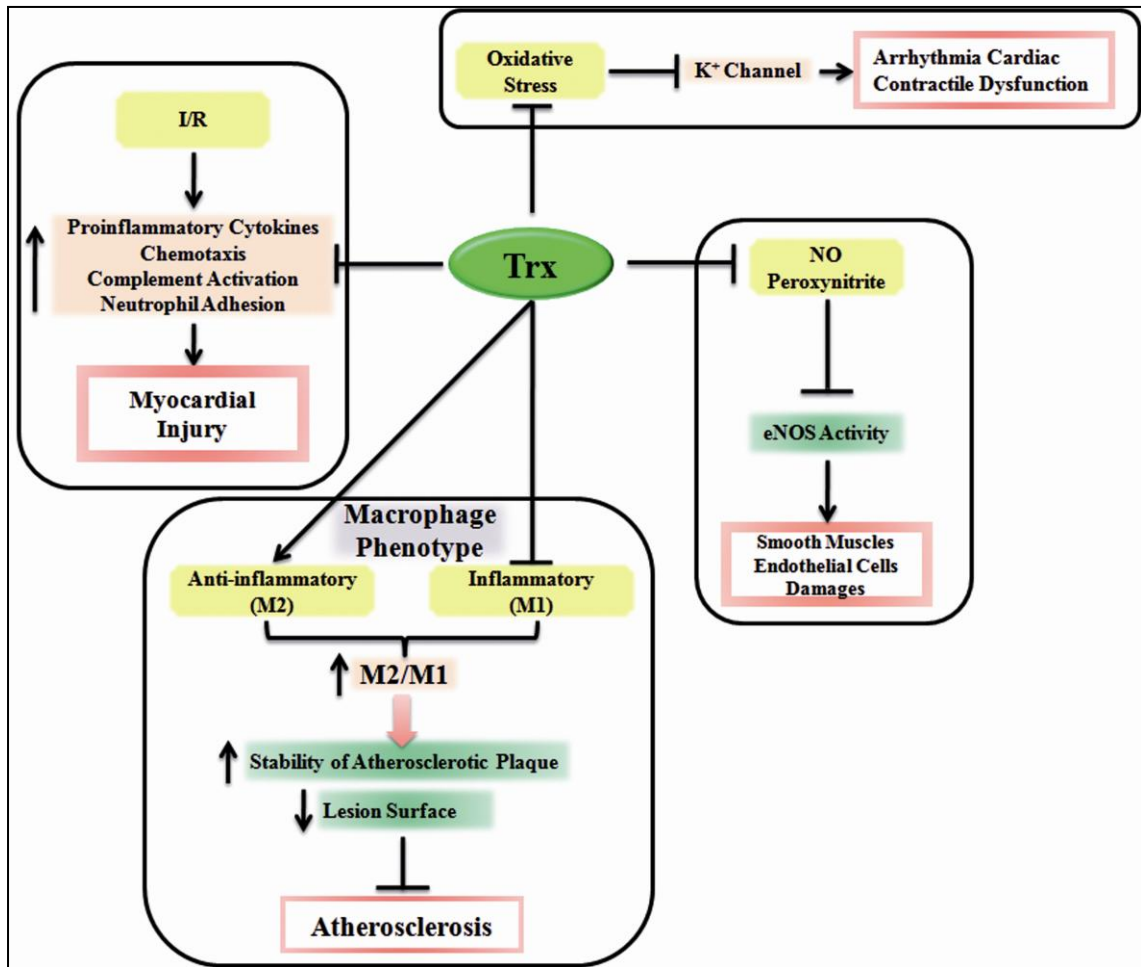 Oxidative
Stress
K+ Channel
Arrhythmia Cardiac
Contractile Dysfunction
I/R
Proinflammatory Cytokines
Chemotaxis
Complement Activation
Neutrophil Adhesion
Myocardial
Injury
Trx
NO
Peroxynitrite
eNOS Activity
Smooth Muscles
Endothelial Cells
Damages
Macrophage
Phenotype
Anti-inflammatory
(M2)
Inflammatory
(M1)
M2/M1
Stability of Atherosclerotic Plaque
Lesion Surface
Atherosclerosis